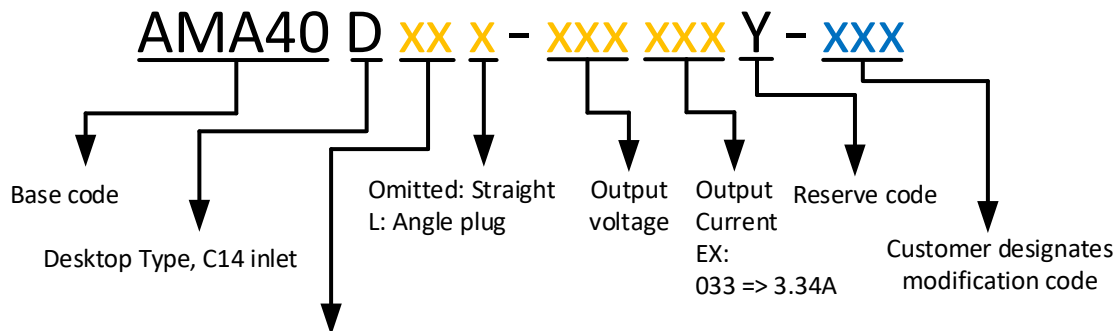 AMA40 D xx x - xxx xxx Y - xxx
Base code
Desktop Type, C14 inlet
Omitted: Straight
L: Angle plug
Output
voltage
Output
Current
EX:
033 => 3.34A
Reserve code
Customer designates
modification code